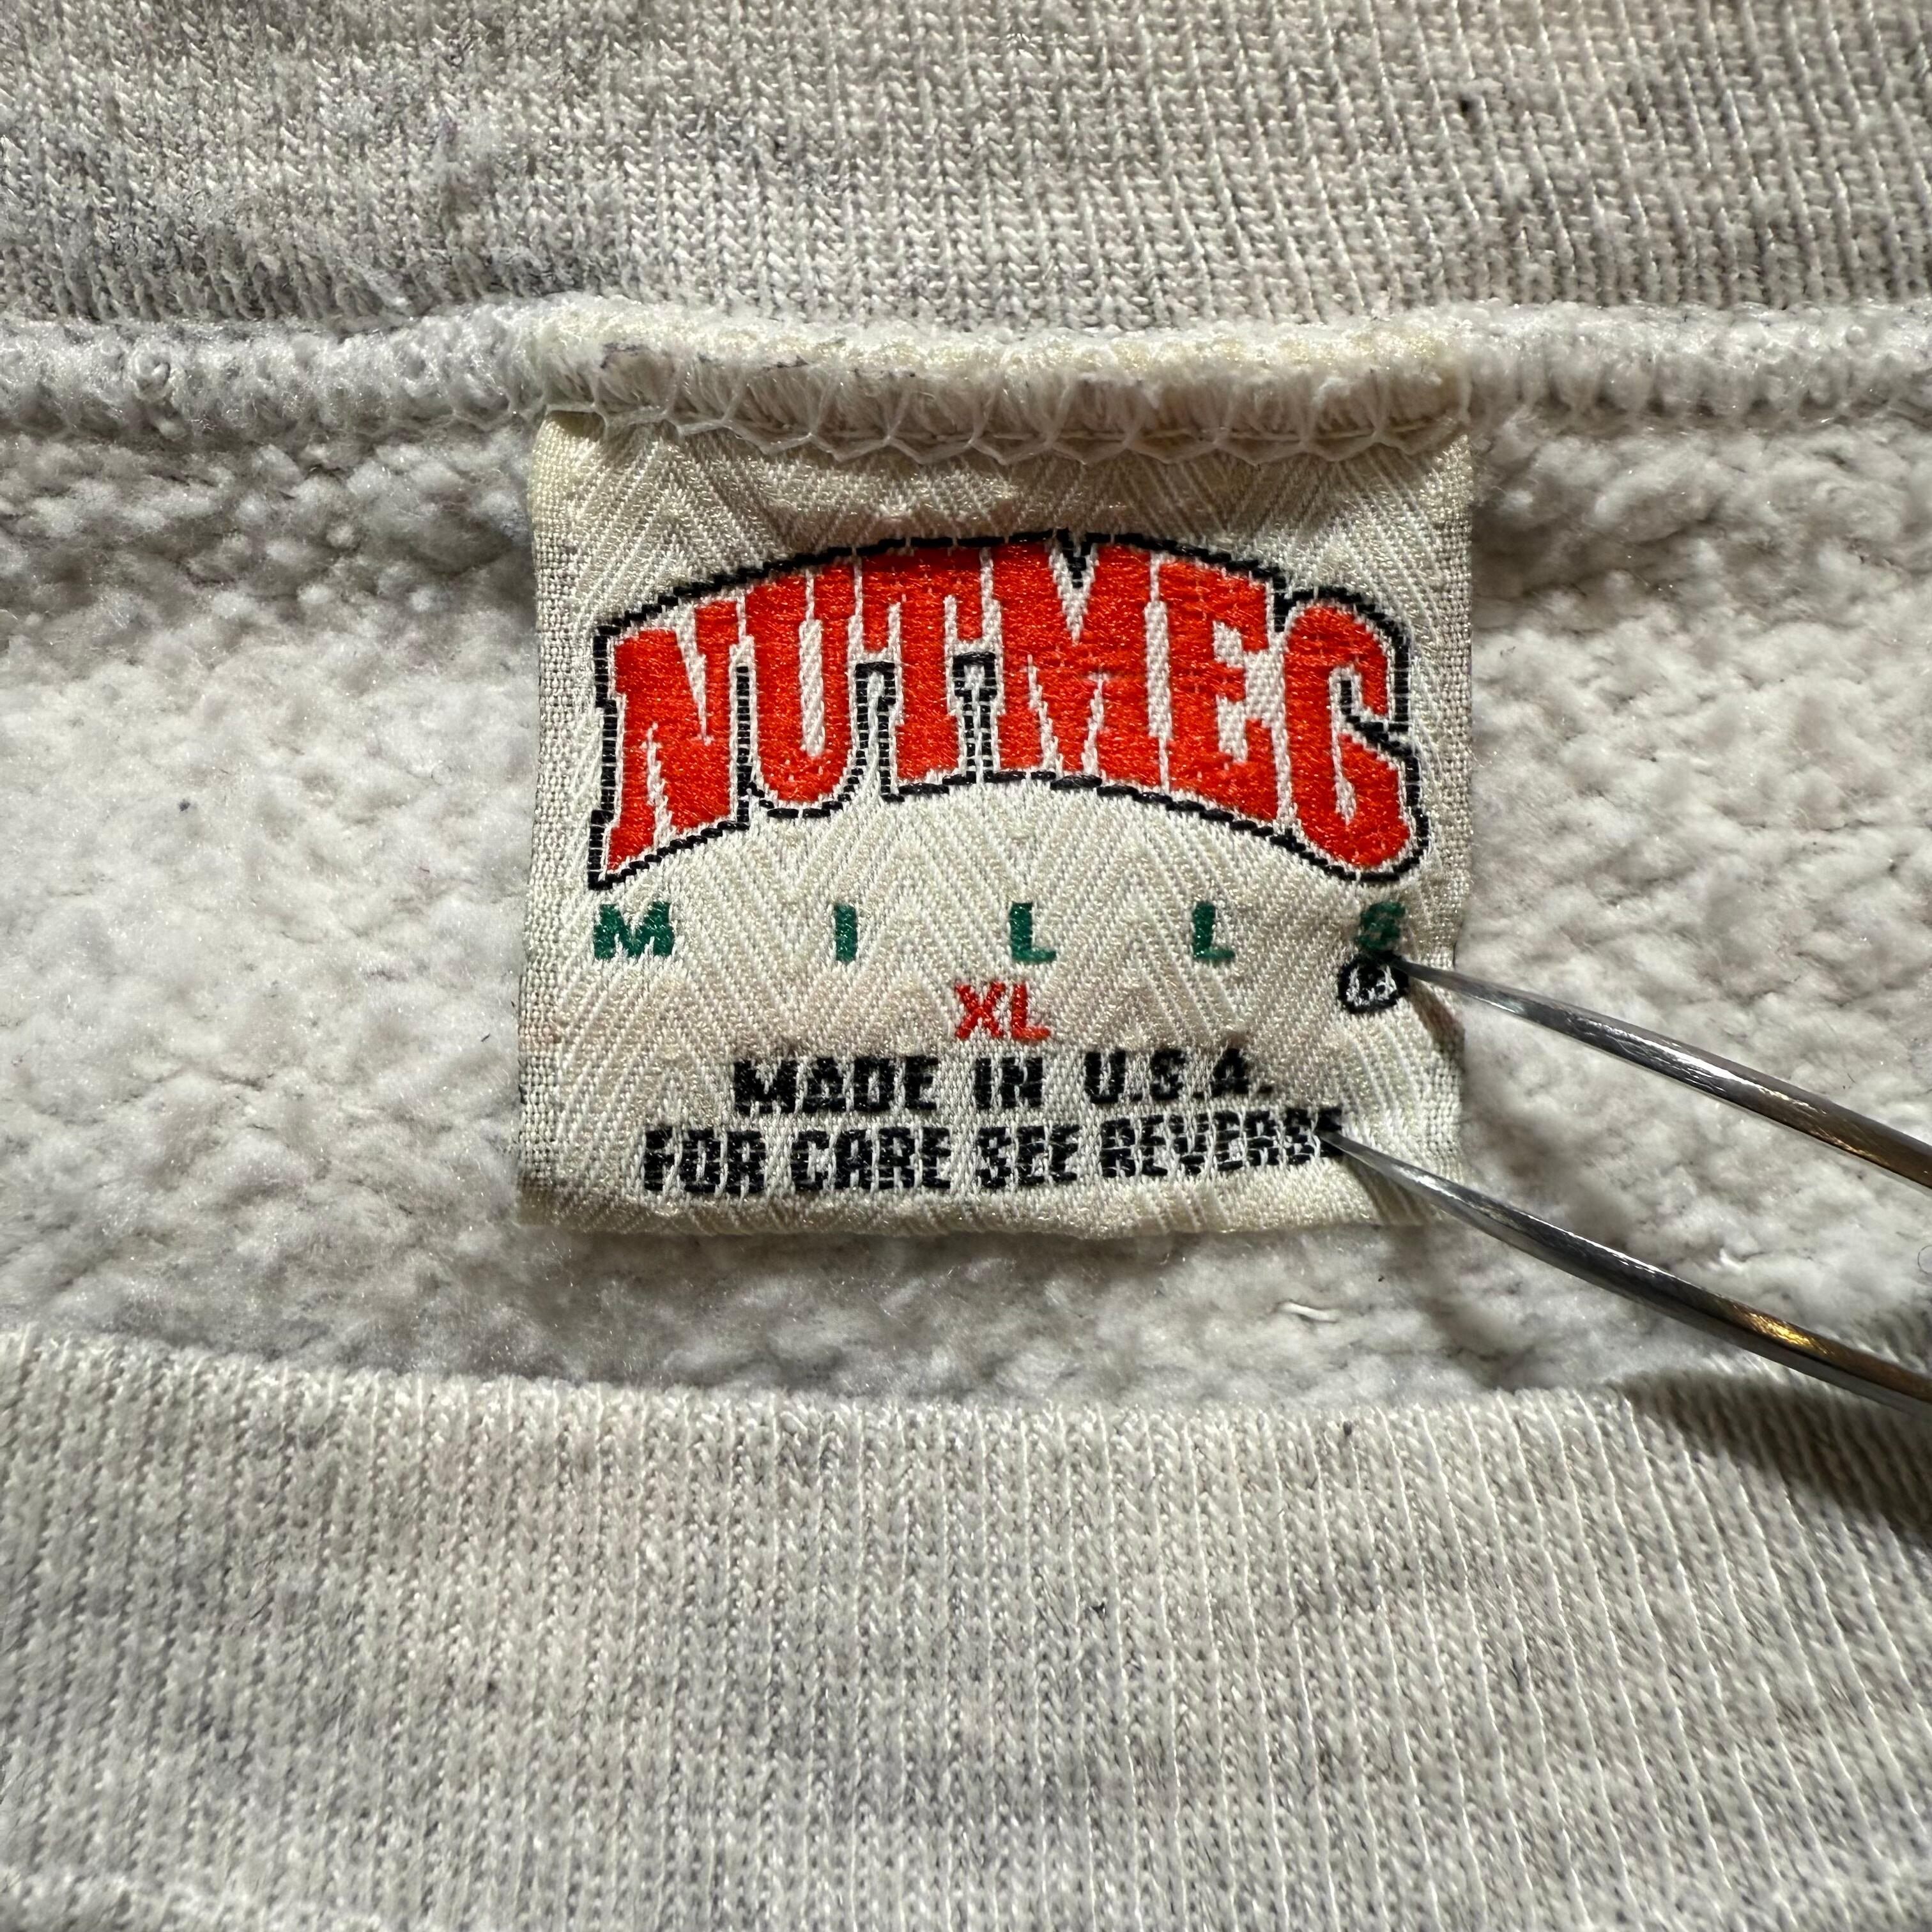 NUTMEG
MILLS
®
XL
MADE IN U.S.A.
FOR CARE SEE REVERSE